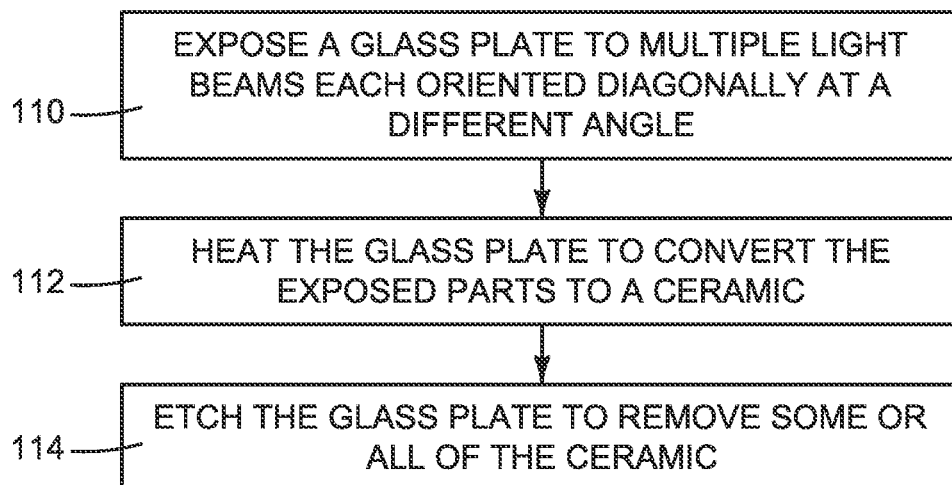 EXPOSE A GLASS PLATE TO MULTIPLE LIGHT
BEAMS EACH ORIENTED DIAGONALLY AT A
DIFFERENT ANGLE
110
HEAT THE GLASS PLATE TO CONVERT THE
EXPOSED PARTS TO A CERAMIC
112
ETCH THE GLASS PLATE TO REMOVE SOME OR
ALL OF THE CERAMIC
114